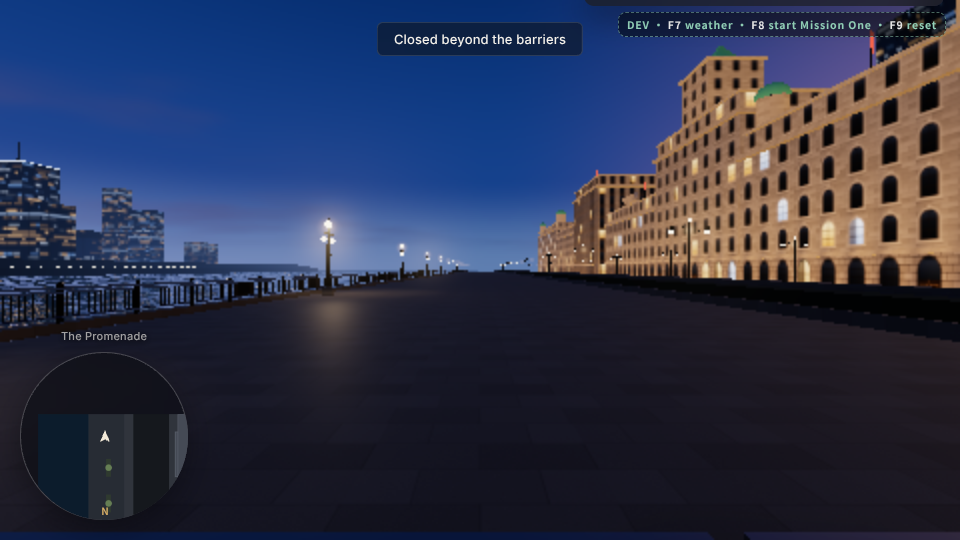 Closed beyond the barriers
DEV • F7 weather • F8 start Mission One • F9 reset
The Promenade
N